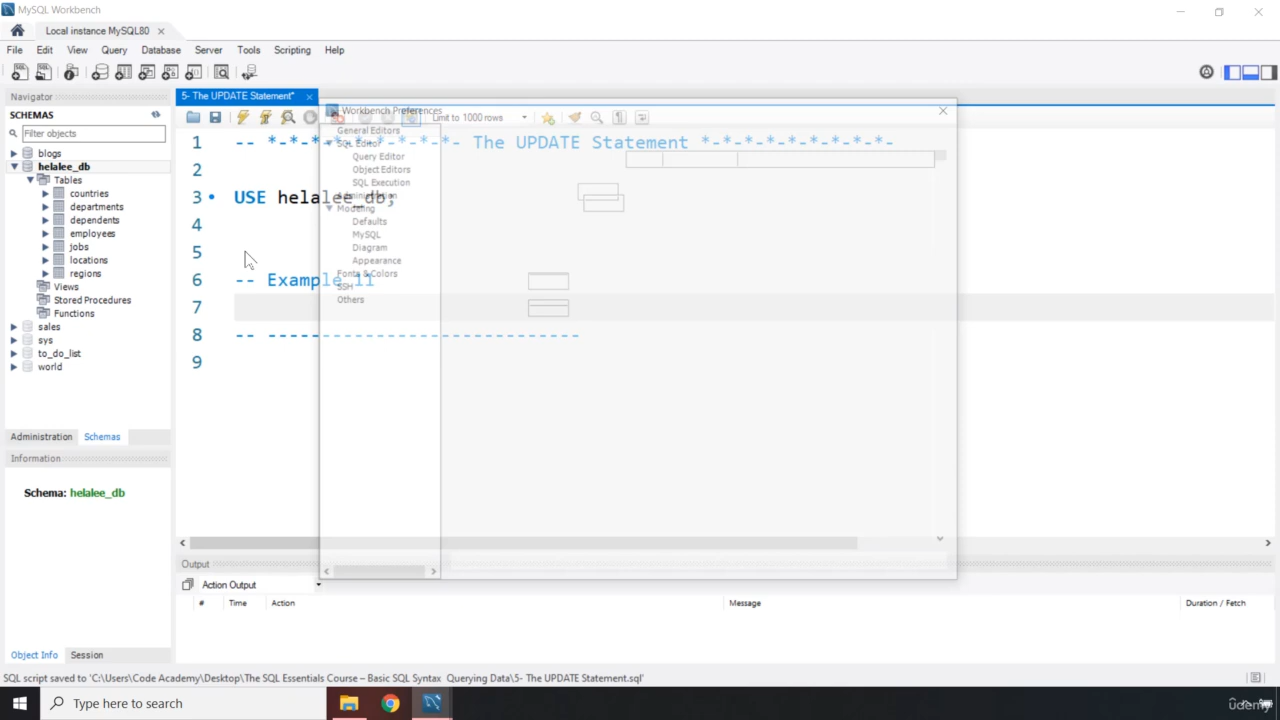 MySQL Workbench
Local instance MySQL80
File Edit View Query Database Server Tools Scripting Help
Navigator
SCHEMAS
Filter objects
blogs
helalee_db
Tables
countries
departments
dependents
employees
jobs
locations
regions
Views
Stored Procedures
Functions
sales
sys
to_do_list
world
Administration Schemas
Information
Schema: helalee_db
Object Info Session
5- The UPDATE Statement*
Limit to 1000 rows
1 -- *-*-*-*-*-*-*-*- The UPDATE Statement *-*-*-*-*-*-*-*-
2
3 USE helalee_db;
4
5
6 -- Example 11
7
8 -- ----------------------------
9
Workbench Preferences
General Editors
SQL Editor
Query Editor
Object Editors
SQL Execution
Administration
Modeling
Defaults
MySQL
Diagram
Appearance
Fonts & Colors
SSH
Others
Output
Action Output
# Time Action Message Duration / Fetch
SQL script saved to 'C:\Users\Code Academy\Desktop\The SQL Essentials Course – Basic SQL Syntax Querying Data\5- The UPDATE Statement.sql'
Type here to search
udemy